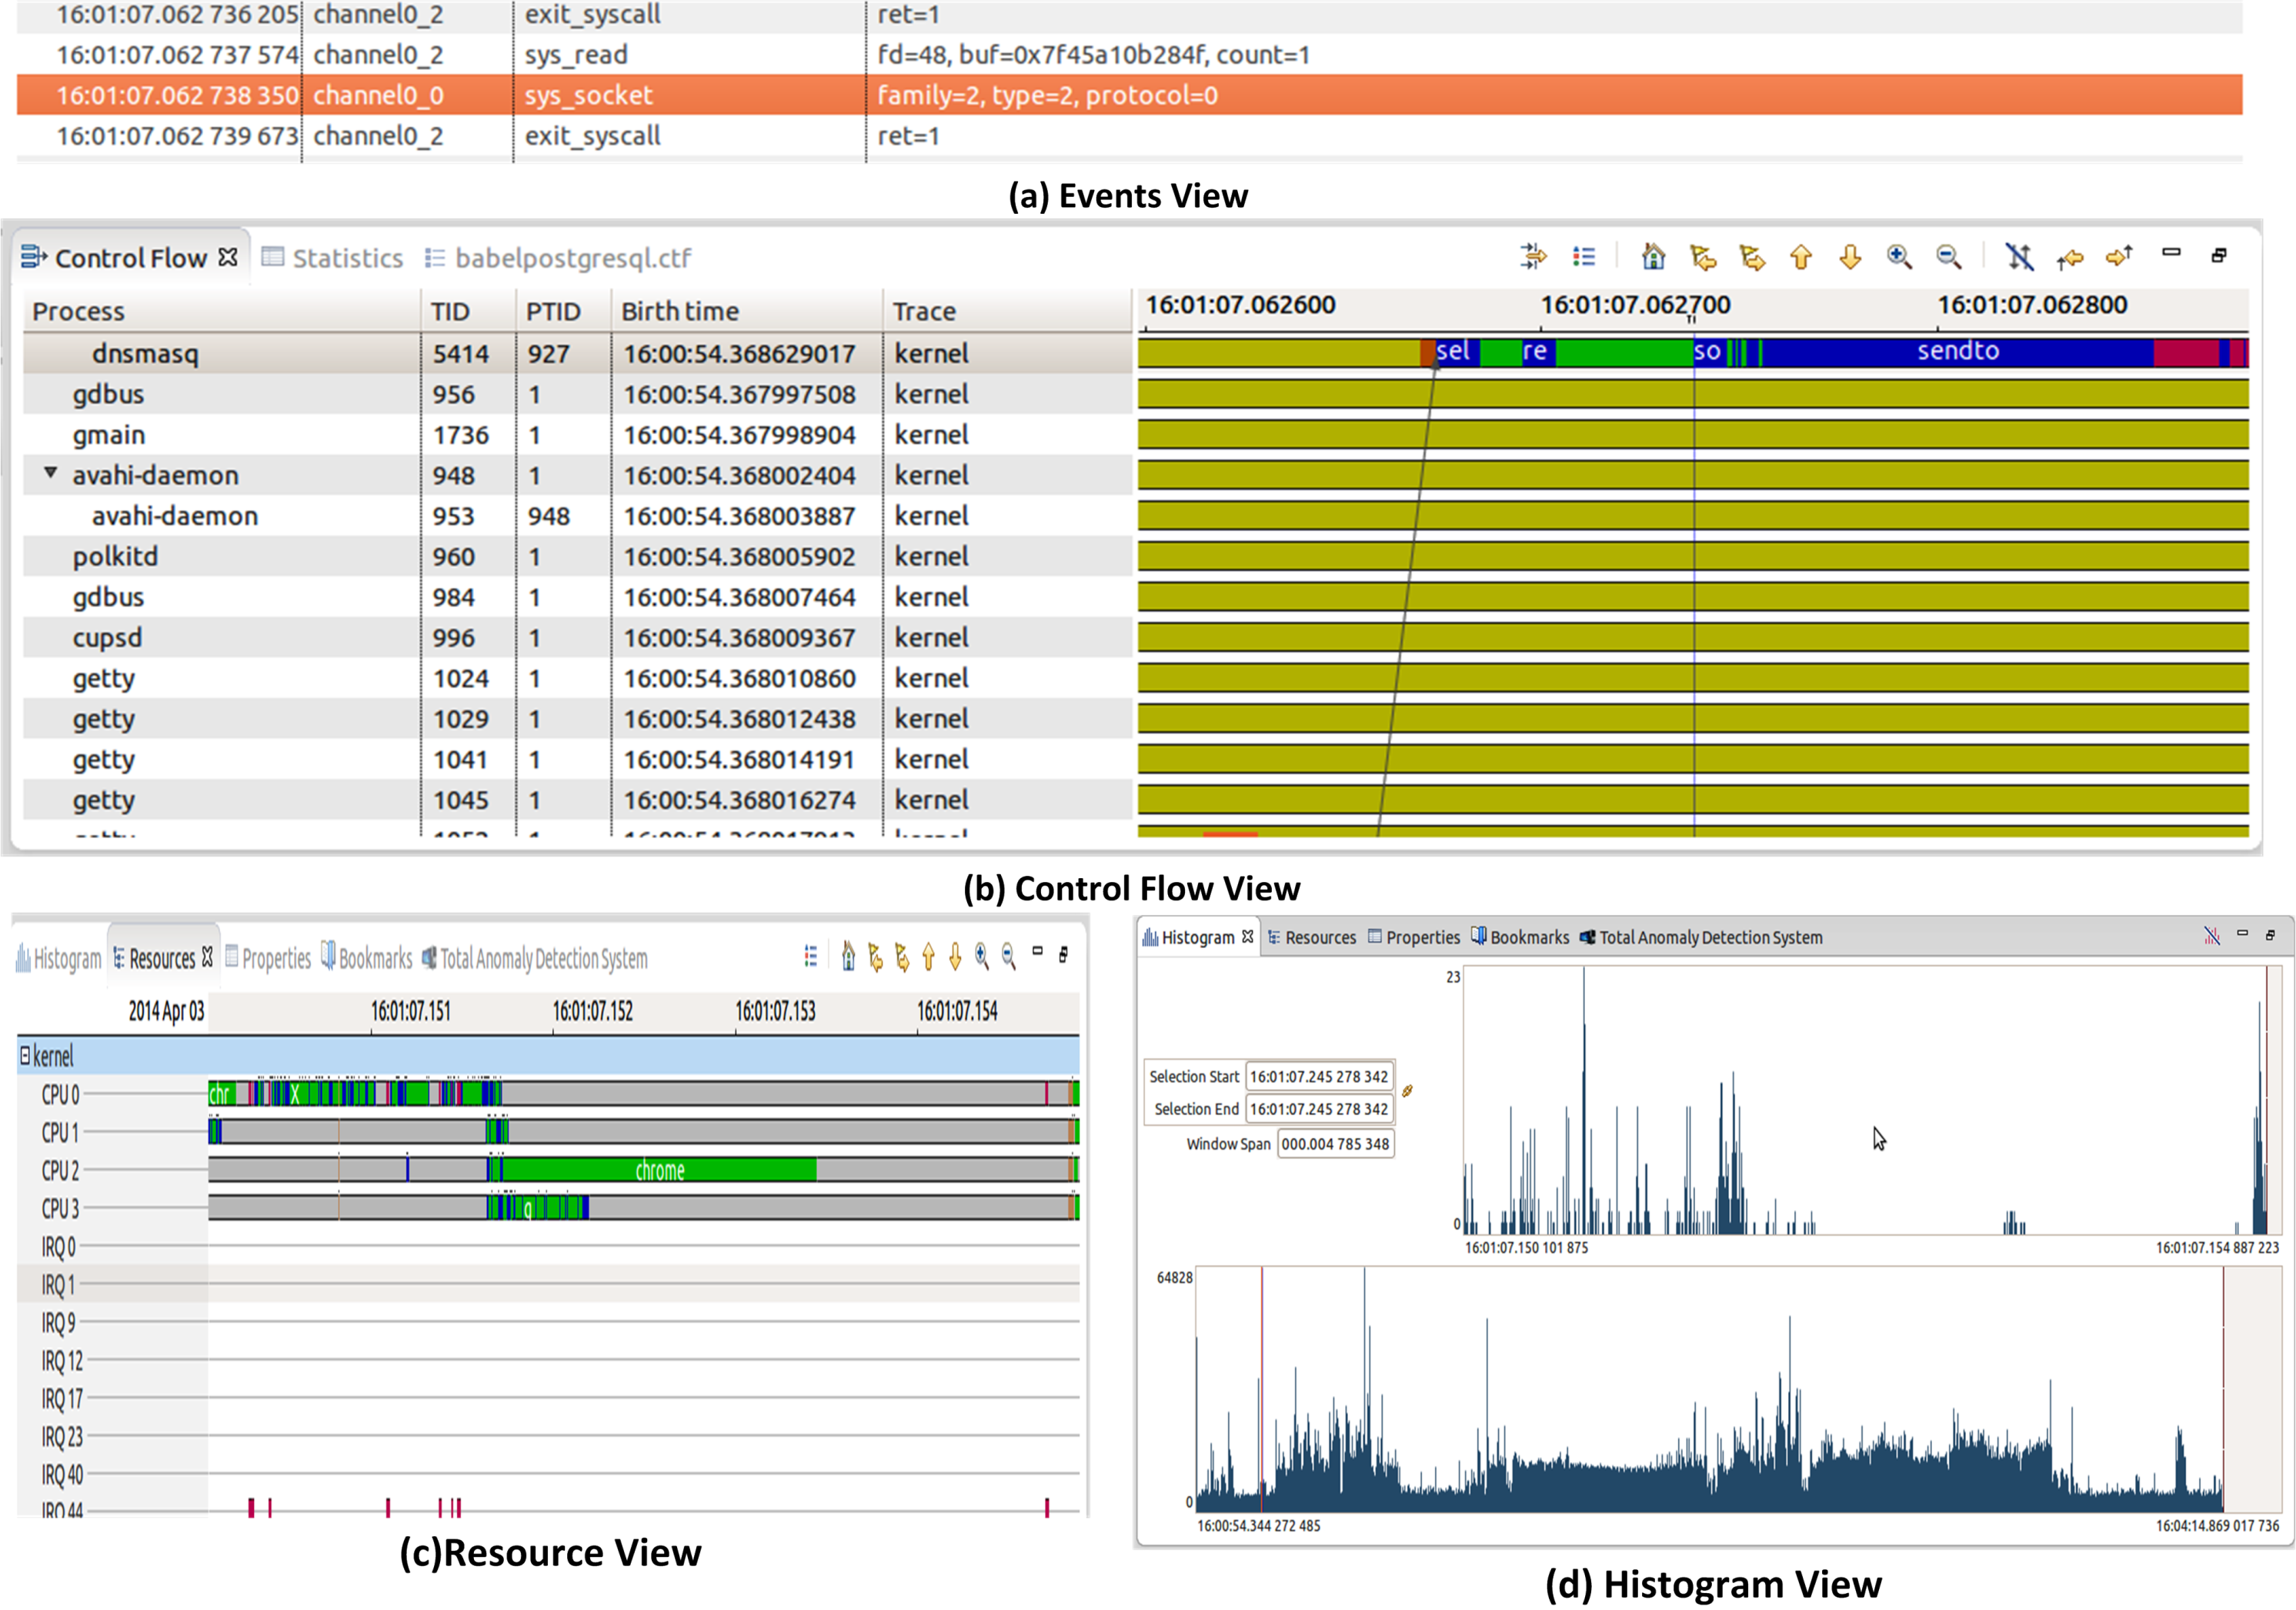 16:01:07.062 736 205 channel0_2 exit_syscall ret=1
16:01:07.062 737 574 channel0_2 sys_read fd=48, buf=0x7f45a10b284f, count=1
16:01:07.062 738 350 channel0_0 sys_socket family=2, type=2, protocol=0
16:01:07.062 739 673 channel0_2 exit_syscall ret=1
(a) Events View
Control Flow Statistics babelpostgresql.ctf
Process TID PTID Birth time Trace 16:01:07.062600 16:01:07.062700 16:01:07.062800
dnsmasq 5414 927 16:00:54.368629017 kernel sel re so sendto
gdbus 956 1 16:00:54.367997508 kernel
gmain 1736 1 16:00:54.367998904 kernel
avahi-daemon 948 1 16:00:54.368002404 kernel
avahi-daemon 953 948 16:00:54.368003887 kernel
polkitd 960 1 16:00:54.368005902 kernel
gdbus 984 1 16:00:54.368007464 kernel
cupsd 996 1 16:00:54.368009367 kernel
getty 1024 1 16:00:54.368010860 kernel
getty 1029 1 16:00:54.368012438 kernel
getty 1041 1 16:00:54.368014191 kernel
getty 1045 1 16:00:54.368016274 kernel
(b) Control Flow View
Histogram Resources Properties Bookmarks Total Anomaly Detection System
2014 Apr 03 16:01:07.151 16:01:07.152 16:01:07.153 16:01:07.154
kernel
CPU 0 chr X
CPU 1
CPU 2 chrome
CPU 3 g
IRQ 0
IRQ 1
IRQ 9
IRQ 12
IRQ 17
IRQ 23
IRQ 40
IRQ 44
(c)Resource View
Histogram Resources Properties Bookmarks Total Anomaly Detection System
23
Selection Start 16:01:07.245 278 342
Selection End 16:01:07.245 278 342
Window Span 000.004 785 348
0
16:01:07.150 101 875 16:01:07.154 887 223
64828
0
16:00:54.344 272 485 16:04:14.869 017 736
(d) Histogram View